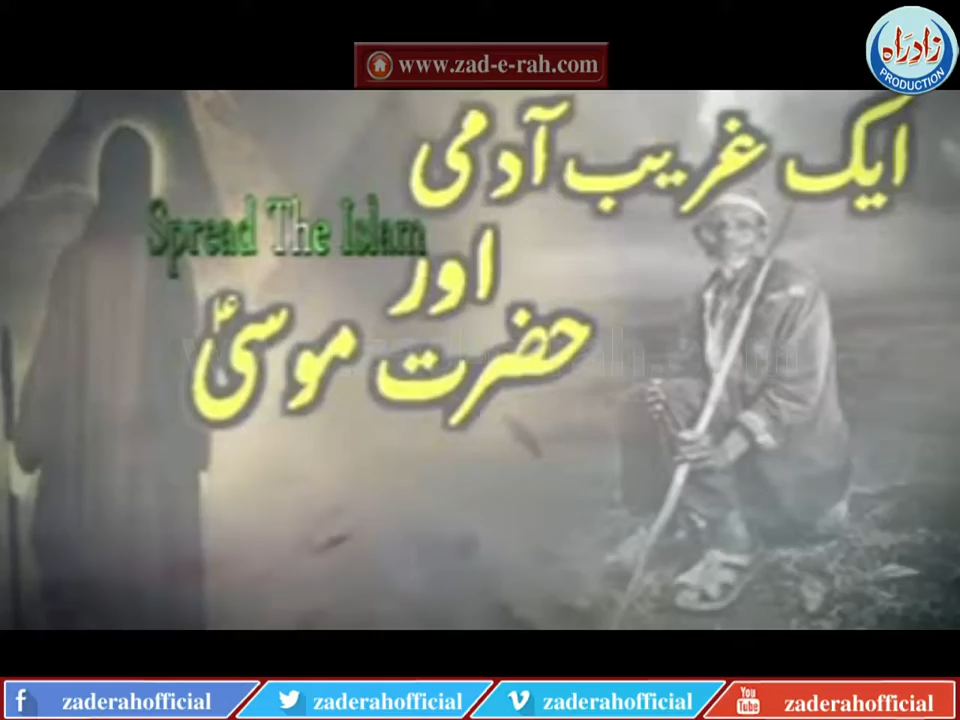 www.zad-e-rah.com
زادِراہ
PRODUCTION
ایک غریب آدمی
Spread The Islam
اور
حضرت موسیٰؑ
zaderahofficial
zaderahofficial
zaderahofficial
You Tube zaderahofficial